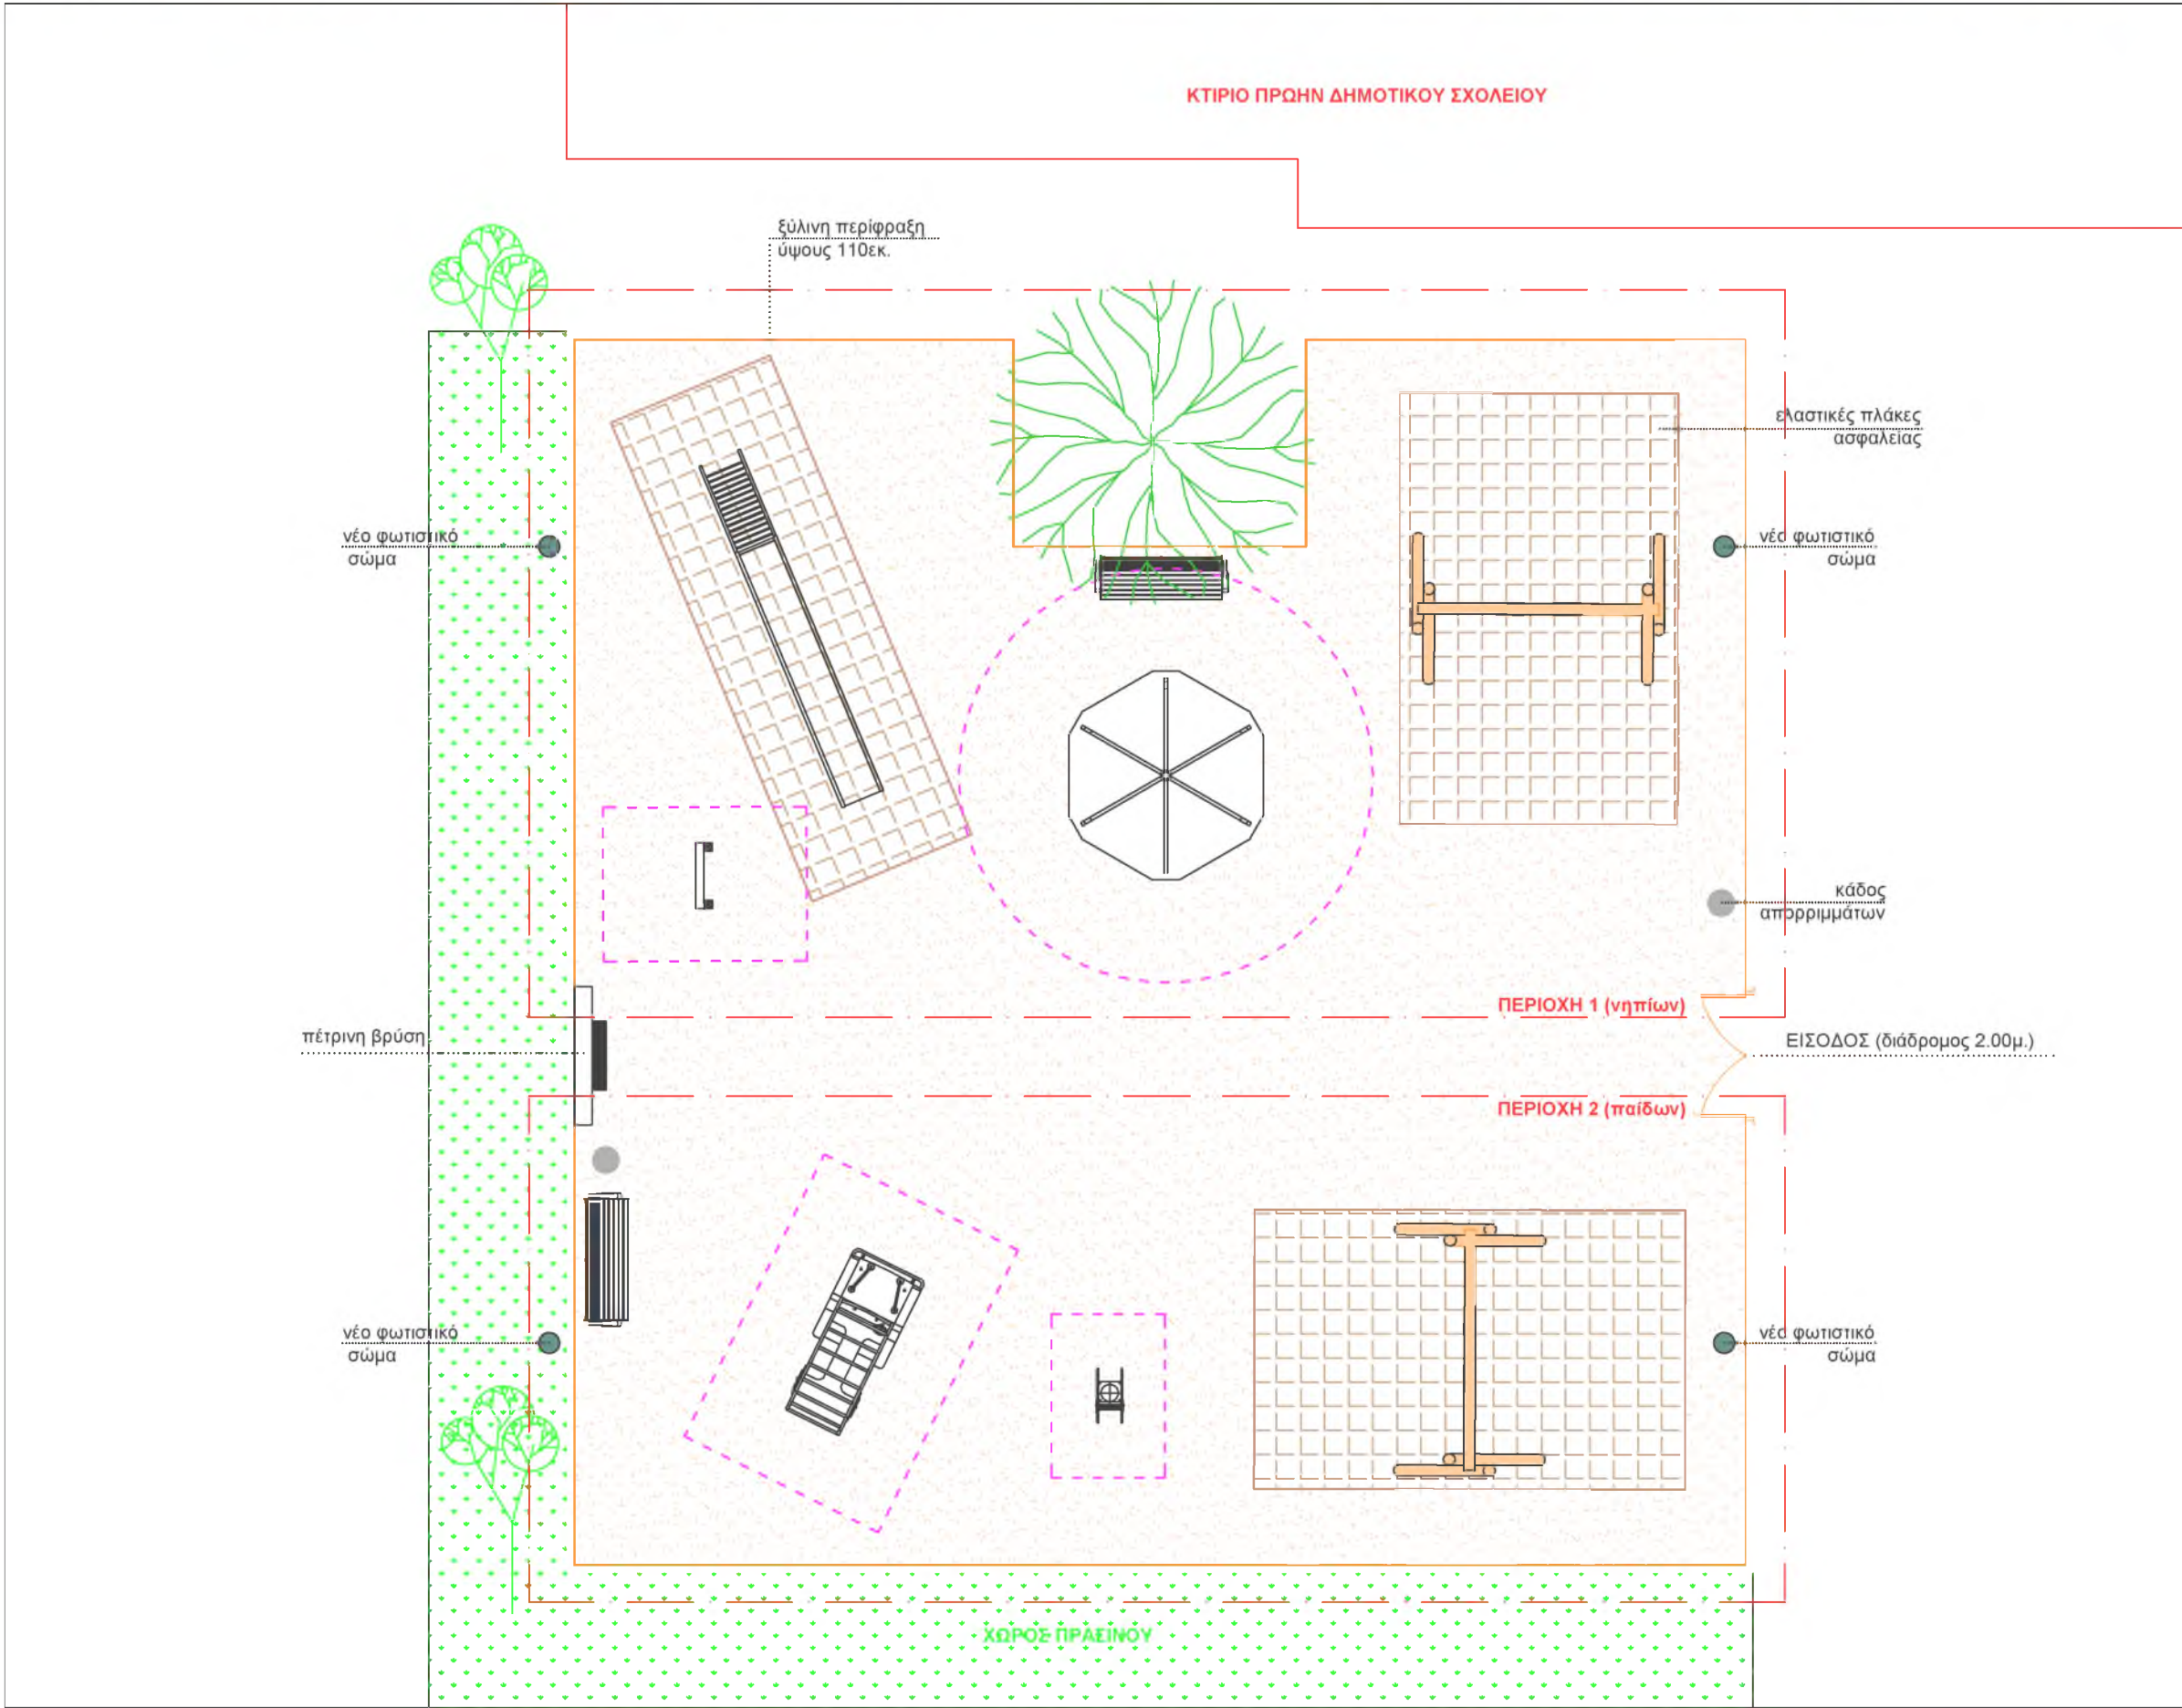 ΚΤΙΡΙΟ ΠΡΩΗΝ ΔΗΜΟΤΙΚΟΥ ΣΧΟΛΕΙΟΥ
ξύλινη περίφραξη
ύψους 110εκ.
ελαστικές πλάκες
ασφαλείας
νέο φωτιστικό
σώμα
νέο φωτιστικό
σώμα
κάδος
απορριμμάτων
ΠΕΡΙΟΧΗ 1 (νηπίων)
πέτρινη βρύση
ΕΙΣΟΔΟΣ (διάδρομος 2.00μ.)
ΠΕΡΙΟΧΗ 2 (παίδων)
νέο φωτιστικό
σώμα
νέο φωτιστικό
σώμα
ΧΩΡΟΣ ΠΡΑΣΙΝΟΥ